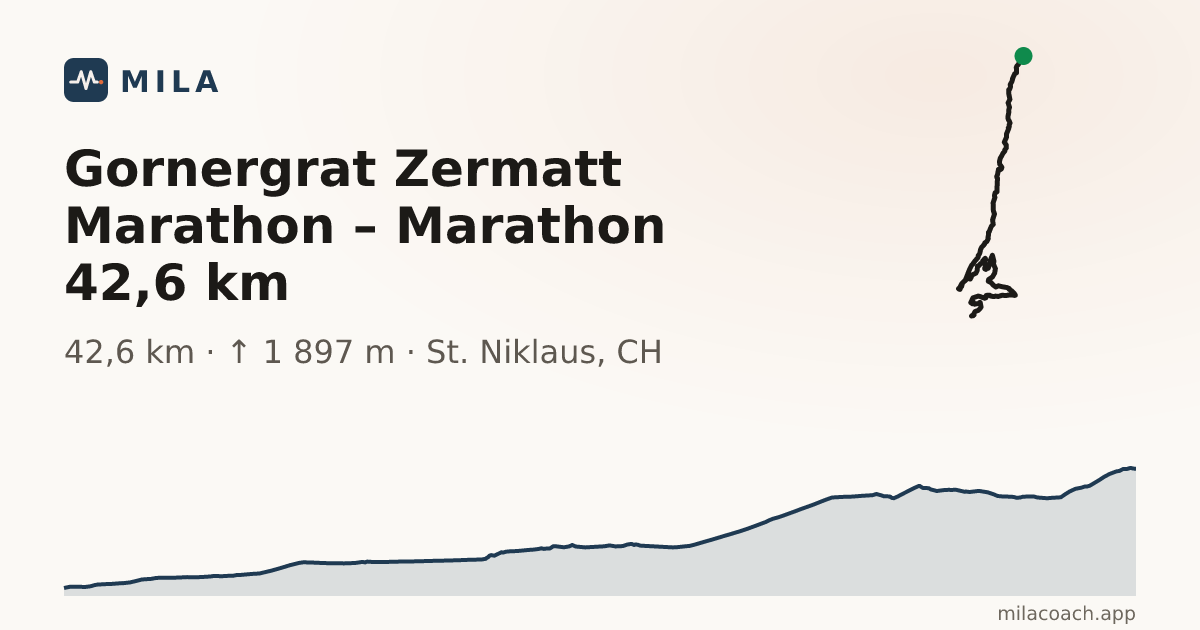 MILA
Gornergrat Zermatt
Marathon – Marathon
42,6 km
42,6 km · ↑ 1 897 m · St. Niklaus, CH
milacoach.app